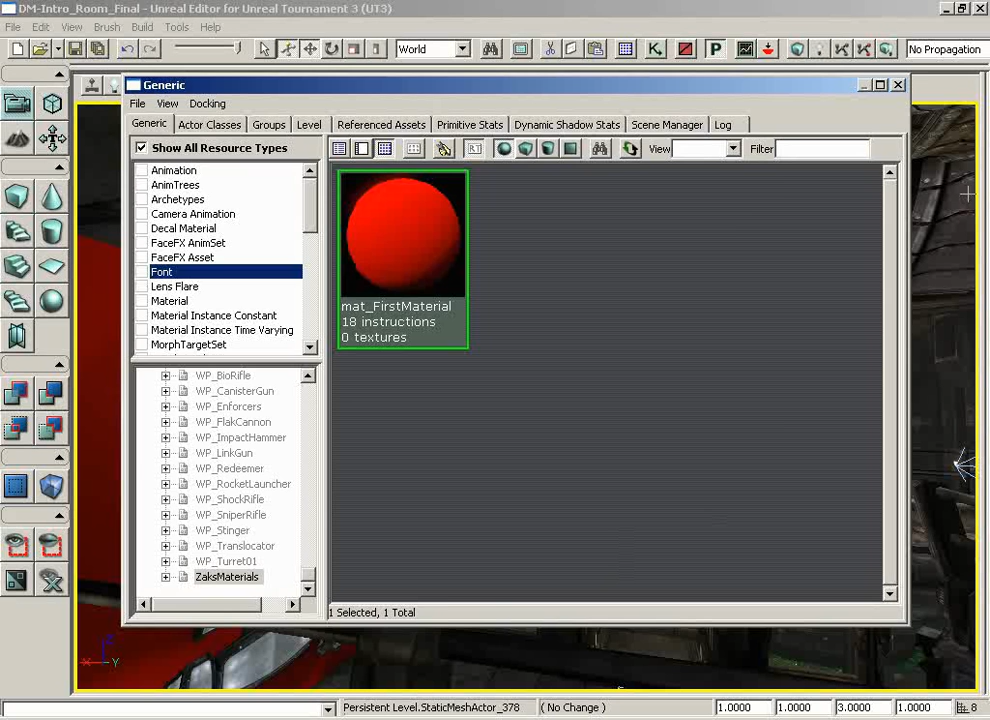 DM-Intro_Room_Final - Unreal Editor for Unreal Tournament 3 (UT3)
File Edit View Brush Build Tools Help
World
K P
No Propagation
Generic
File View Docking
Generic Actor Classes Groups Level Referenced Assets Primitive Stats Dynamic Shadow Stats Scene Manager Log
Show All Resource Types
RT
View
Filter
Animation
AnimTrees
Archetypes
Camera Animation
Decal Material
FaceFX AnimSet
FaceFX Asset
Font
Lens Flare
Material
Material Instance Constant
Material Instance Time Varying
MorphTargetSet
WP_BioRifle
WP_CanisterGun
WP_Enforcers
WP_FlakCannon
WP_ImpactHammer
WP_LinkGun
WP_Redeemer
WP_RocketLauncher
WP_ShockRifle
WP_SniperRifle
WP_Stinger
WP_Translocator
WP_Turret01
ZaksMaterials
mat_FirstMaterial
18 instructions
0 textures
1 Selected, 1 Total
Z
X Y
Persistent Level.StaticMeshActor_378 ( No Change ) 1.0000 1.0000 3.0000 1.0000 8